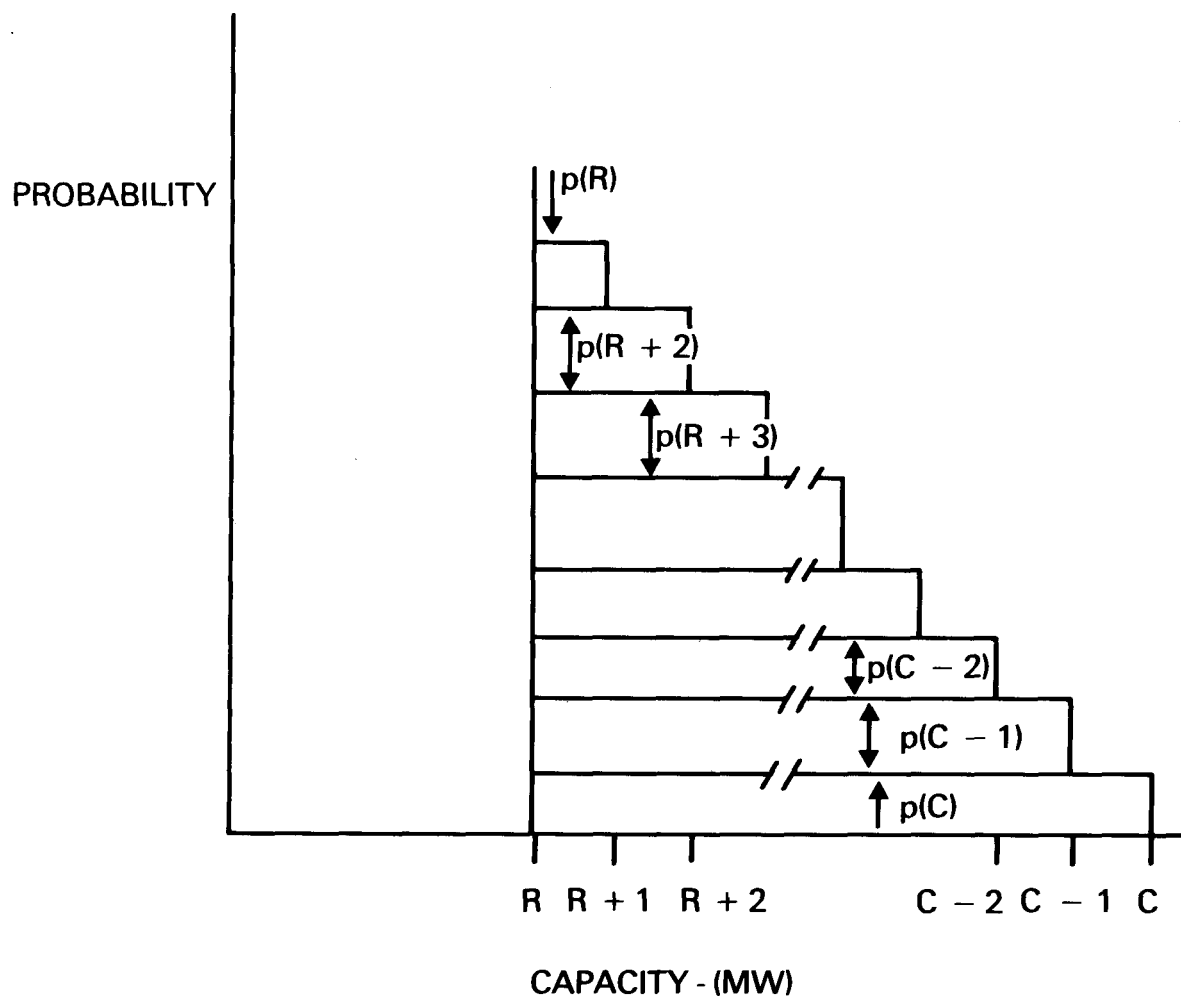 PROBABILITY
p(R)
p(R + 2)
p(R + 3)
p(C − 2)
p(C − 1)
p(C)
R R + 1 R + 2 C − 2 C − 1 C
CAPACITY - (MW)